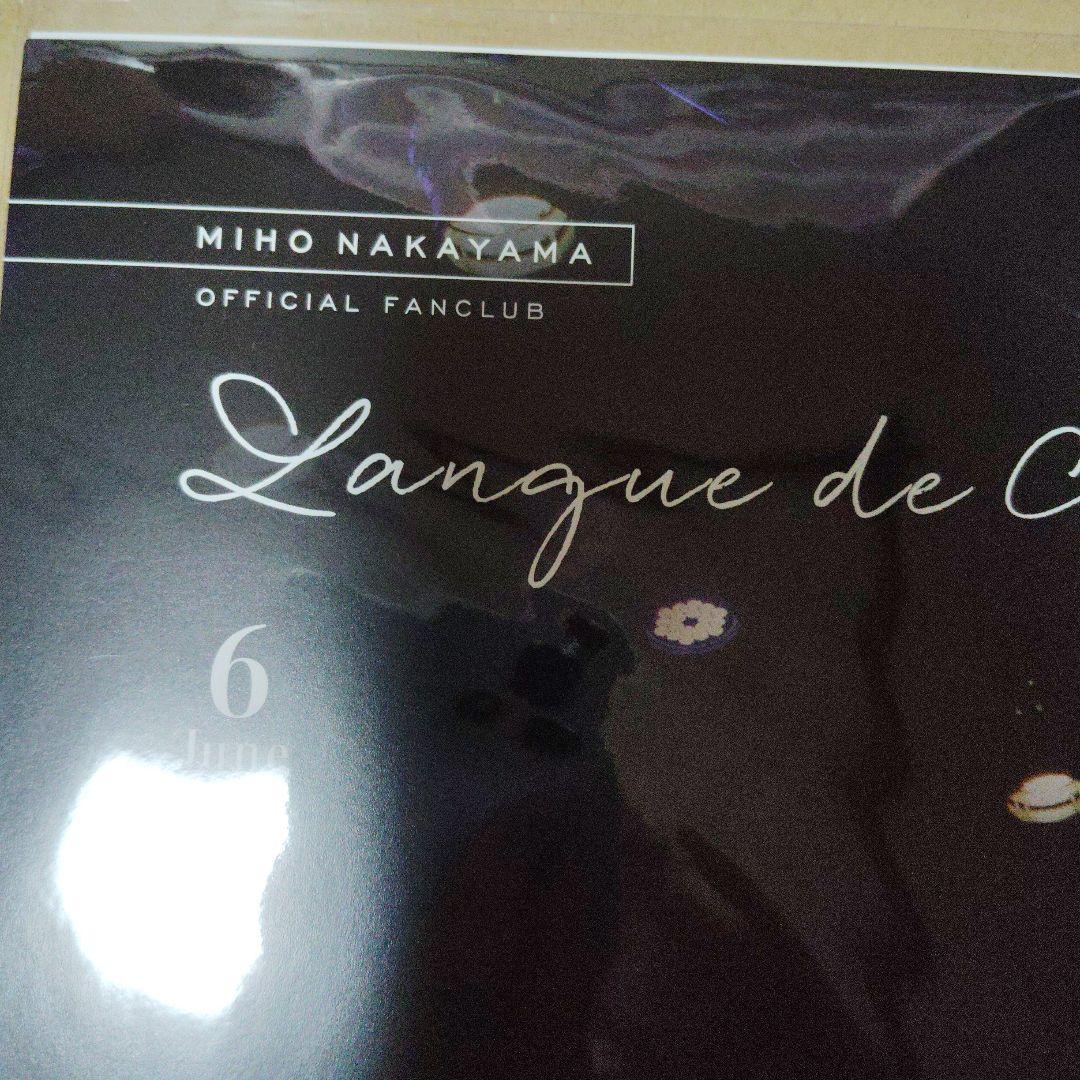 MIHO NAKAYAMA
OFFICIAL FANCLUB
Langue de
6
June